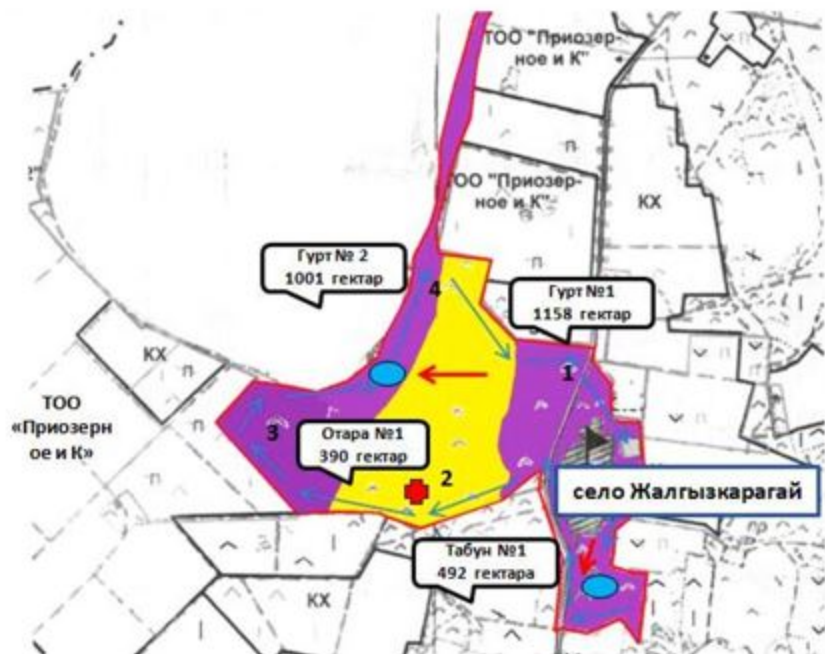 ТОО "Приозер-
ное и К"
ТОО "Приозер-
ное и К"
КХ
П
П
Гурт № 2
1001 гектар
4
Гурт №1
1158 гектар
КХ
П
1
ТОО
«Приозерн
ое и К»
П
3
Отара №1
390 гектар
2
село Жалгызкарагай
Табун №1
492 гектара
КХ
П
П